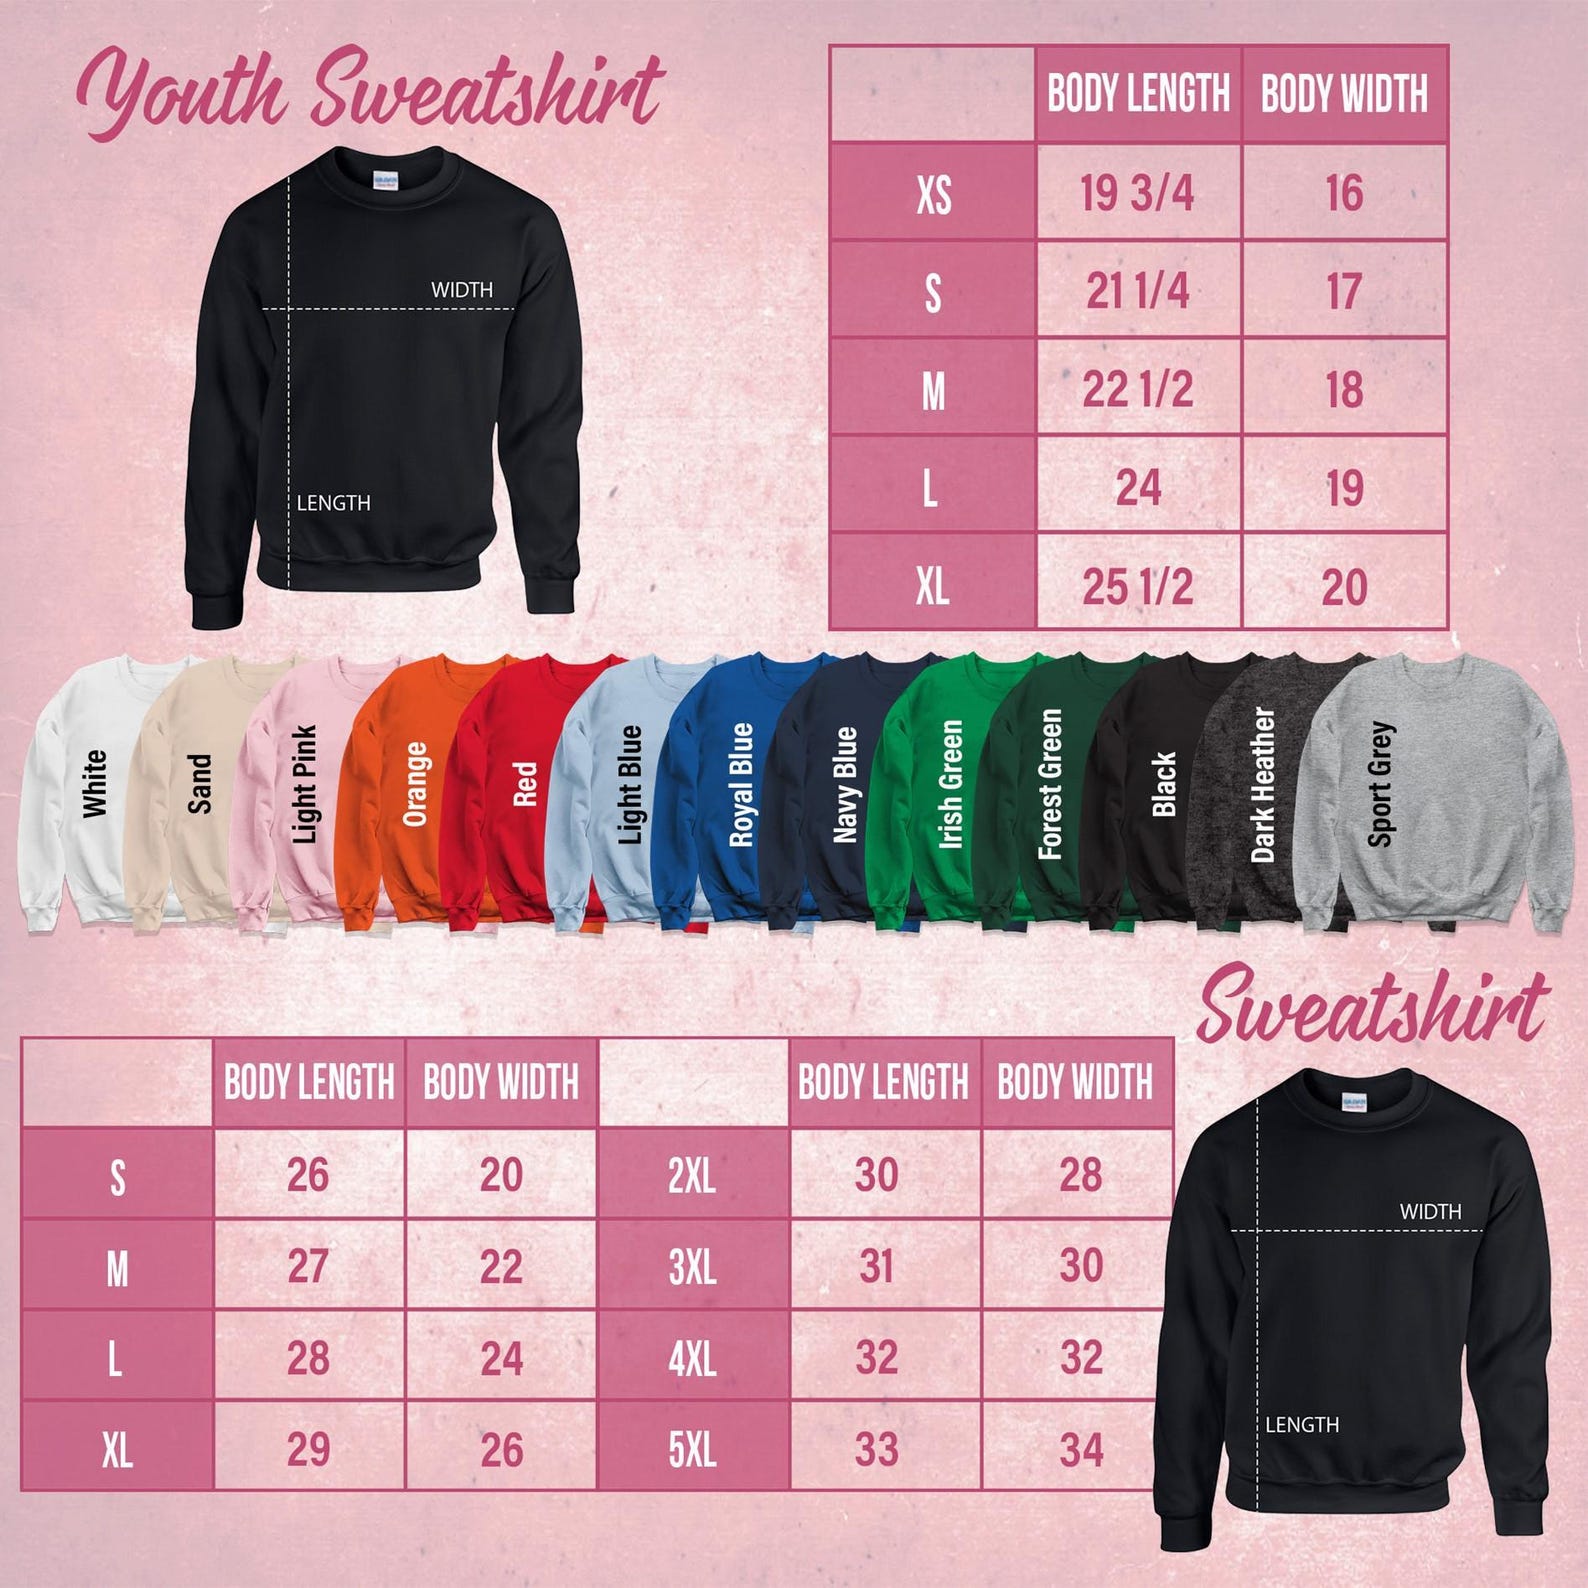 Youth Sweatshirt
WIDTH
LENGTH
BODY LENGTH BODY WIDTH
XS 19 3/4 16
S 21 1/4 17
M 22 1/2 18
L 24 19
XL 25 1/2 20
White
Sand
Light Pink
Orange
Red
Light Blue
Royal Blue
Navy Blue
Irish Green
Forest Green
Black
Dark Heather
Sport Grey
Sweatshirt
BODY LENGTH BODY WIDTH BODY LENGTH BODY WIDTH
S 26 20 2XL 30 28
M 27 22 3XL 31 30
L 28 24 4XL 32 32
XL 29 26 5XL 33 34
WIDTH
LENGTH